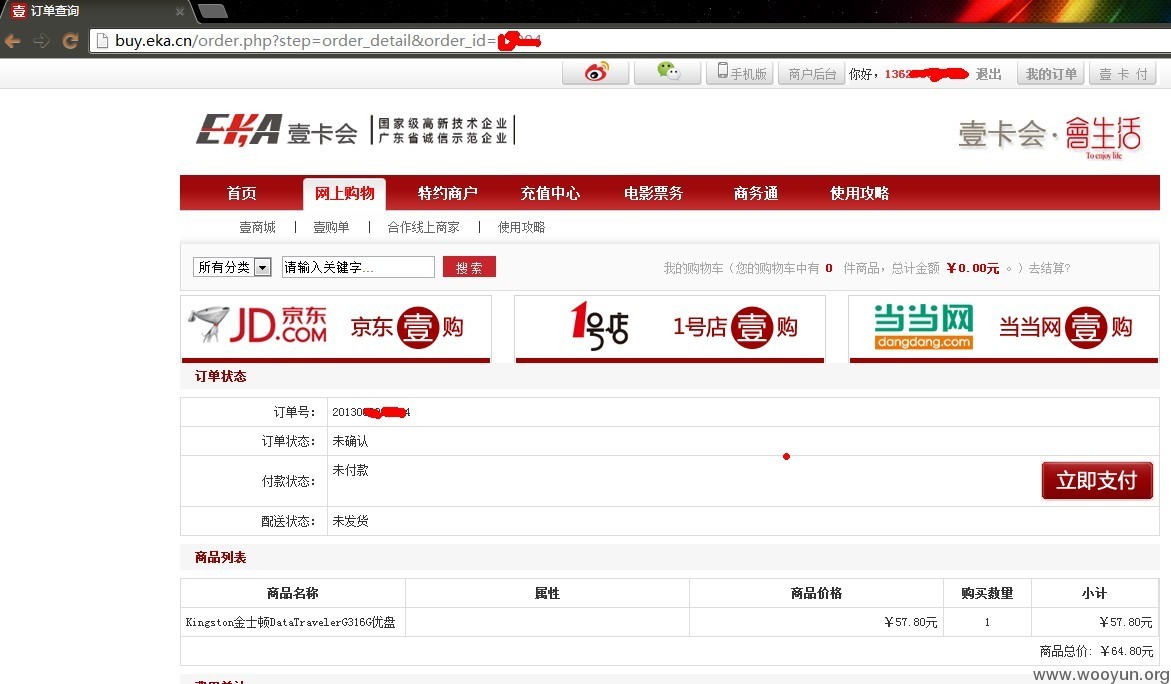 订单查询
buy.eka.cn/order.php?step=order_detail&order_id=
手机版 商户后台 你好，1362 退出 我的订单 壹卡付
EKA 壹卡会 国家级高新技术企业
广东省诚信示范企业
壹卡会·會生活
To enjoy life
首页 网上购物 特约商户 充值中心 电影票务 商务通 使用攻略
壹商城 | 壹购单 | 合作线上商家 | 使用攻略
所有分类 请输入关键字... 搜索 我的购物车（您的购物车中有 0 件商品，总计金额 ￥0.00元 。）去结算?
JD.COM 京东 京东壹购 1号店 1号店壹购 当当网 dangdang.com 当当网壹购
订单状态
订单号： 20130 4
订单状态： 未确认
付款状态： 未付款 立即支付
配送状态： 未发货
商品列表
商品名称 属性 商品价格 购买数量 小计
Kingston金士顿DataTravelerG316G优盘 ￥57.80元 1 ￥57.80元
商品总价: ￥64.80元
www.wooyun.org